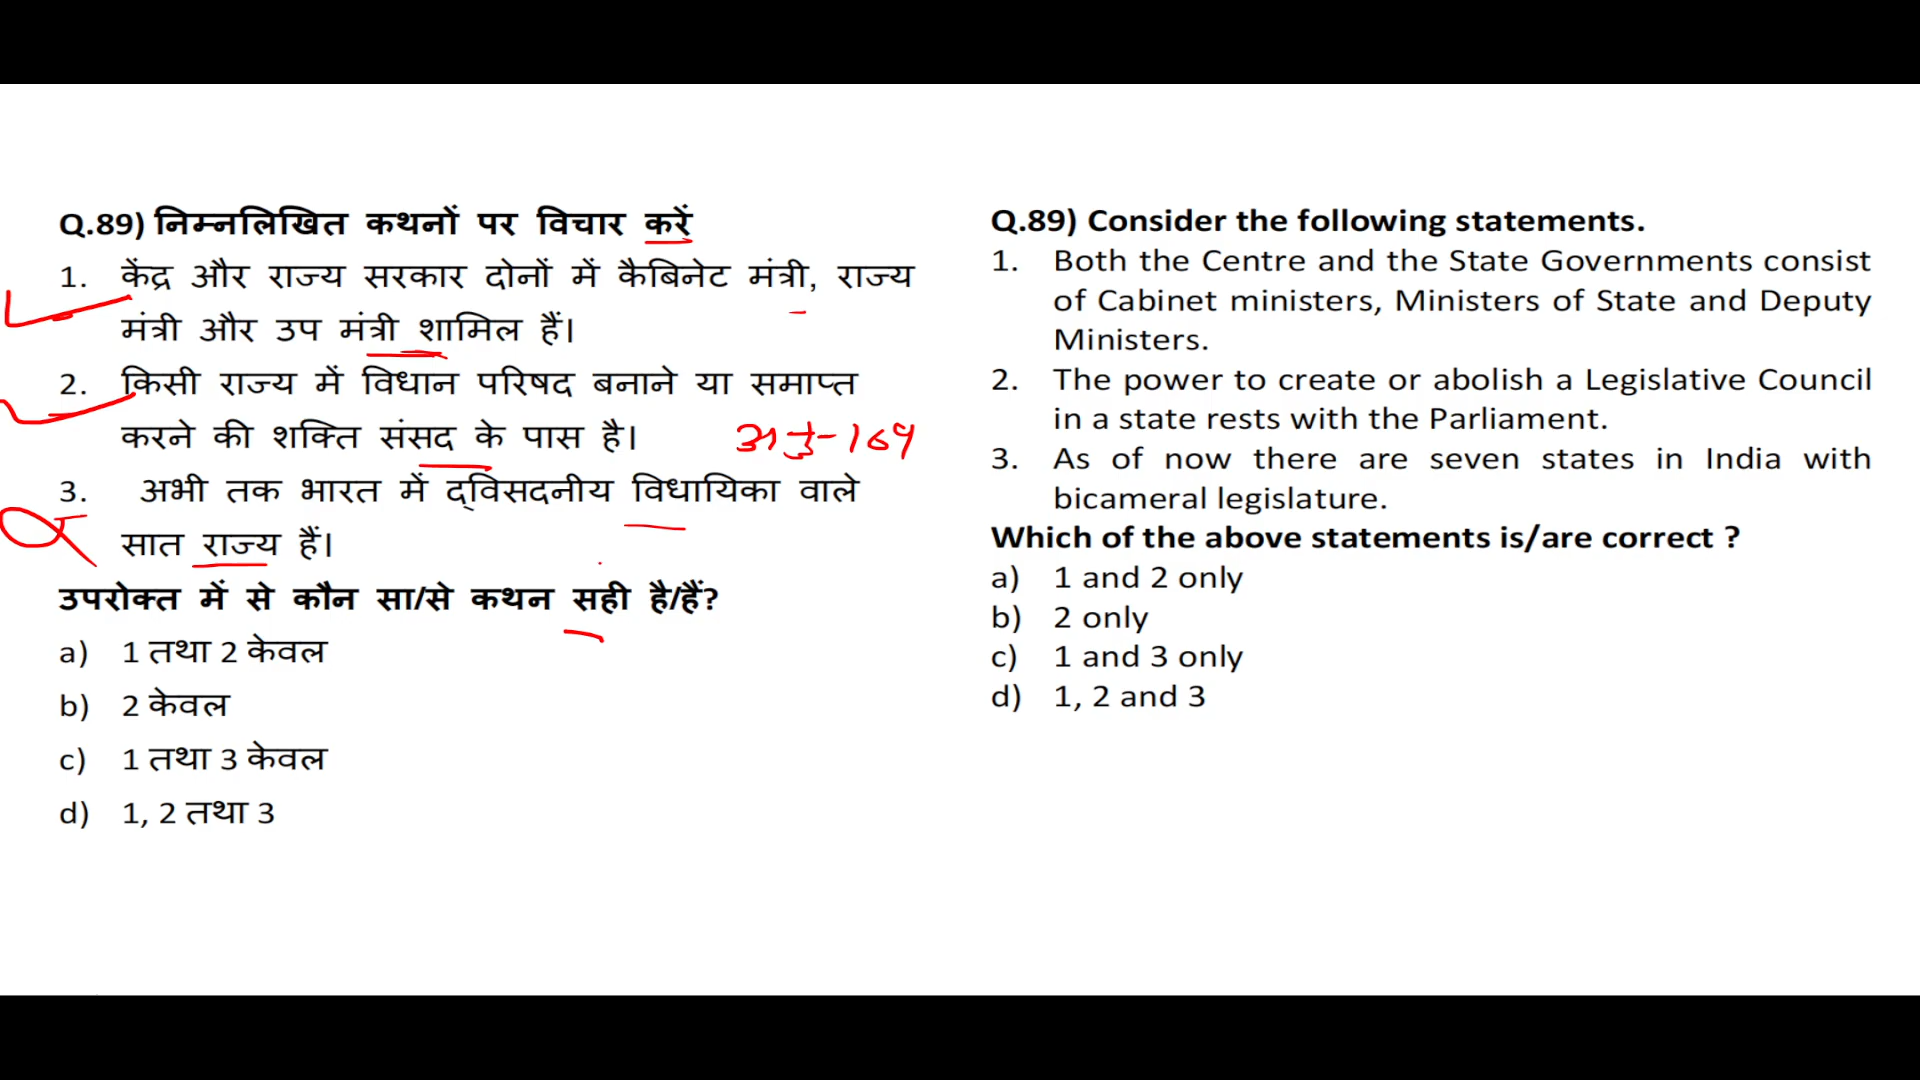 Q.89) निम्नलिखित कथनों पर विचार करें
1. केंद्र और राज्य सरकार दोनों में कैबिनेट मंत्री, राज्य
मंत्री और उप मंत्री शामिल हैं।
2. किसी राज्य में विधान परिषद बनाने या समाप्त
करने की शक्ति संसद के पास है।
अनु-169
3. अभी तक भारत में द्विसदनीय विधायिका वाले
सात राज्य हैं।
उपरोक्त में से कौन सा/से कथन सही है/हैं?
a) 1 तथा 2 केवल
b) 2 केवल
c) 1 तथा 3 केवल
d) 1, 2 तथा 3
Q.89) Consider the following statements.
1. Both the Centre and the State Governments consist
of Cabinet ministers, Ministers of State and Deputy
Ministers.
2. The power to create or abolish a Legislative Council
in a state rests with the Parliament.
3. As of now there are seven states in India with
bicameral legislature.
Which of the above statements is/are correct ?
a) 1 and 2 only
b) 2 only
c) 1 and 3 only
d) 1, 2 and 3